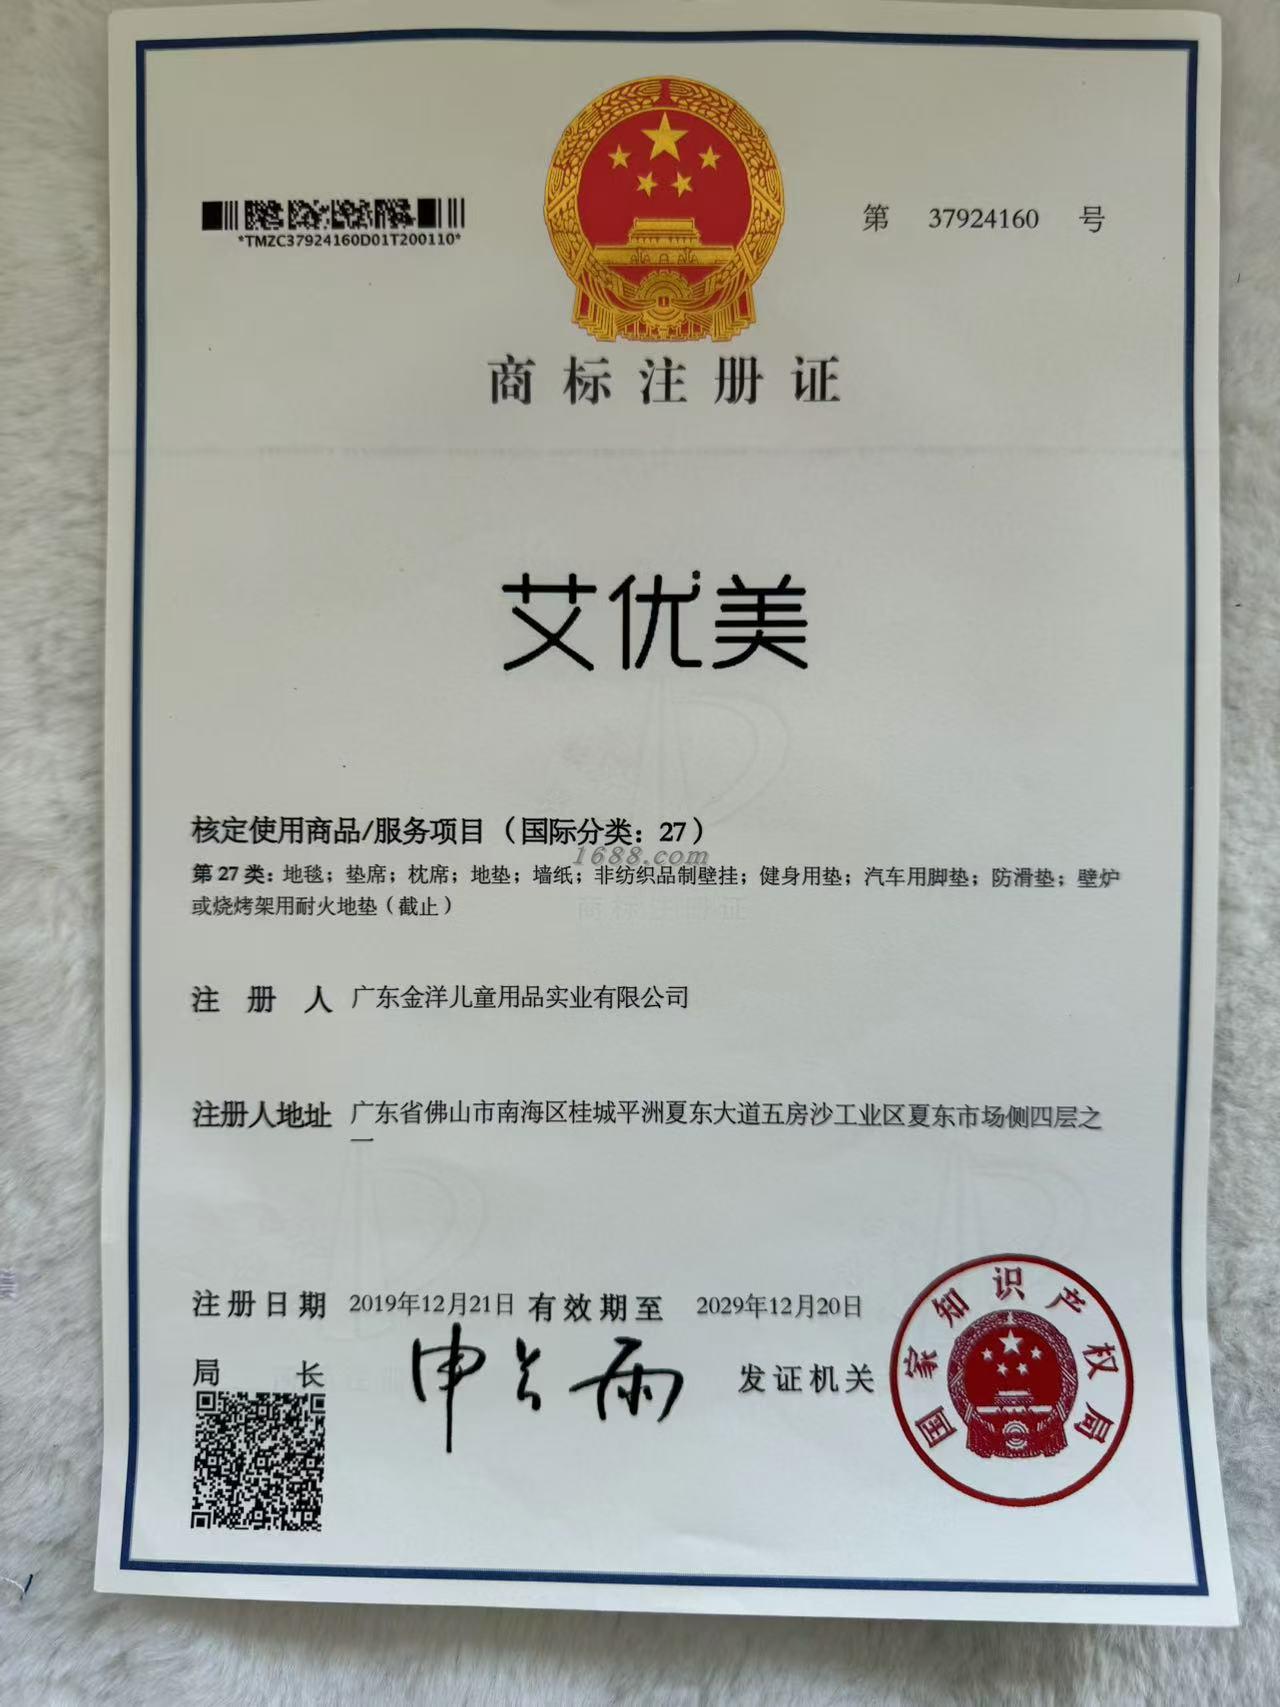 *TMZC37924160D01T200110*
第 37924160 号
商标注册证
艾优美
核定使用商品/服务项目（国际分类：27）
1688.com
第27类：地毯；垫席；枕席；地垫；墙纸；非纺织品制壁挂；健身用垫；汽车用脚垫；防滑垫；壁炉
或烧烤架用耐火地垫（截止）
商标注册证
注册人 广东金洋儿童用品实业有限公司
注册人地址 广东省佛山市南海区桂城平洲夏东大道五房沙工业区夏东市场侧四层之
一
注册日期 2019年12月21日 有效期至 2029年12月20日
局长 申长雨 发证机关
国家知识产权局